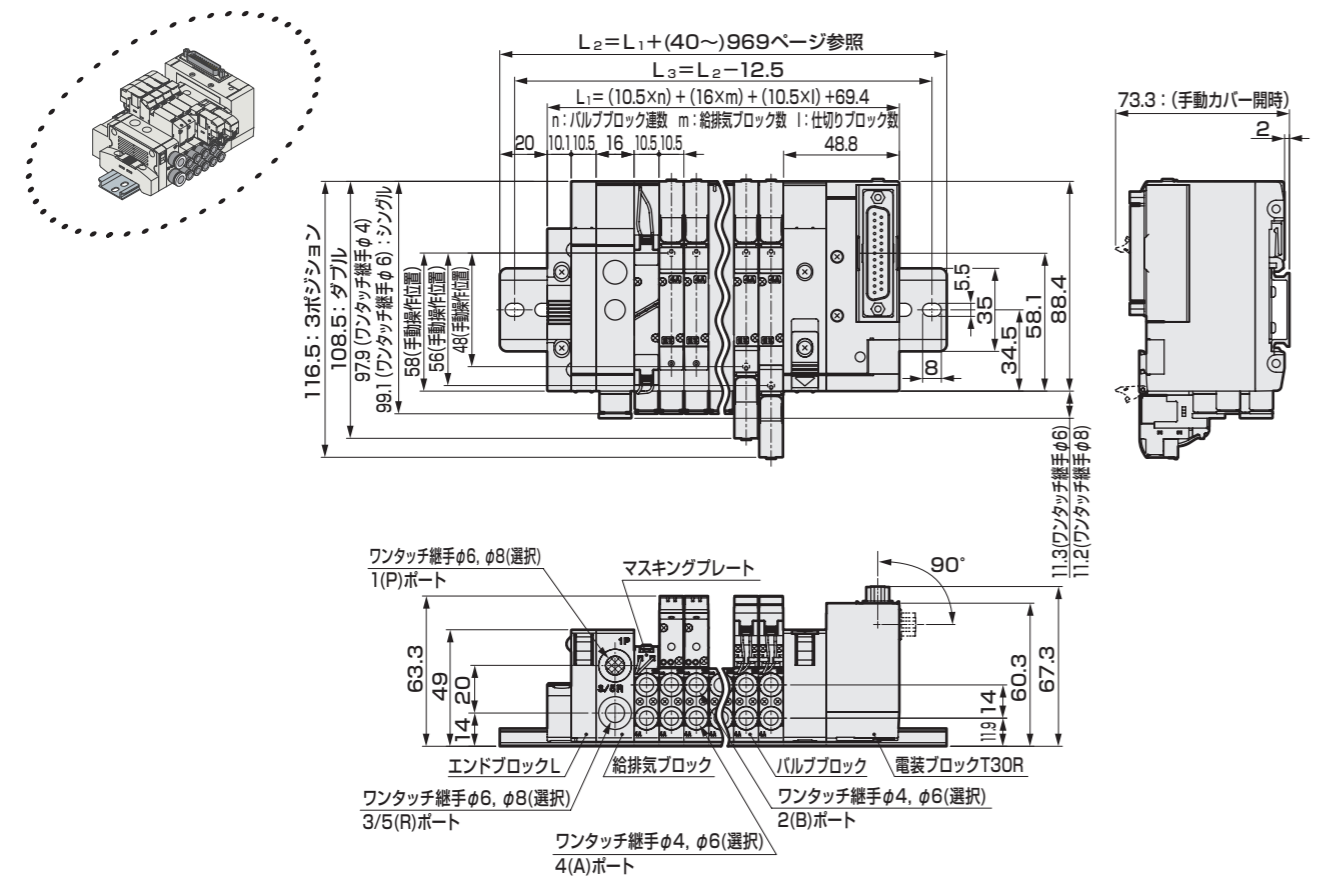 L2=L1+(40～)969ページ参照
L3=L2−12.5
L1= (10.5×n) + (16×m) + (10.5×l) +69.4
n：バルブブロック連数 m：給排気ブロック数 l：仕切りブロック数
20 10.1 10.5 16 10.5 10.5 48.8
73.3：(手動カバー開時)
2
116.5：3ポジション
108.5：ダブル
97.9 (ワンタッチ継手φ4)
99.1 (ワンタッチ継手φ6)：シングル
58(手動操作位置)
56(手動操作位置)
48(手動操作位置)
5.5
35
34.5
58.1
88.4
8
11.3(ワンタッチ継手φ6)
11.2(ワンタッチ継手φ8)
ワンタッチ継手φ6, φ8(選択)
1(P)ポート
マスキングプレート
90°
63.3
49
20
14
1P
3/5R
4A 4A 4A 4A 4A 4A
14
11.9
60.3
67.3
エンドブロックL
給排気ブロック
バルブブロック
電装ブロックT30R
ワンタッチ継手φ6, φ8(選択)
3/5(R)ポート
ワンタッチ継手φ4, φ6(選択)
2(B)ポート
ワンタッチ継手φ4, φ6(選択)
4(A)ポート